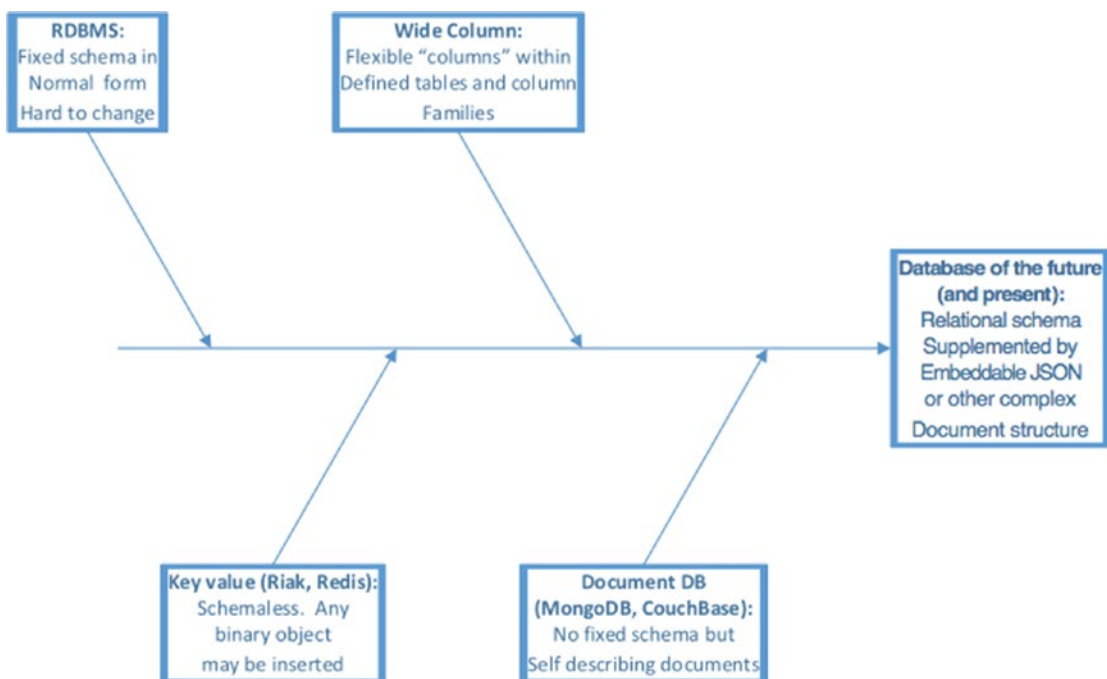 RDBMS:
Fixed schema in
Normal form
Hard to change
Wide Column:
Flexible “columns” within
Defined tables and column
Families
Database of the future
(and present):
Relational schema
Supplemented by
Embeddable JSON
or other complex
Document structure
Key value (Riak, Redis):
Schemaless. Any
binary object
may be inserted
Document DB
(MongoDB, CouchBase):
No fixed schema but
Self describing documents